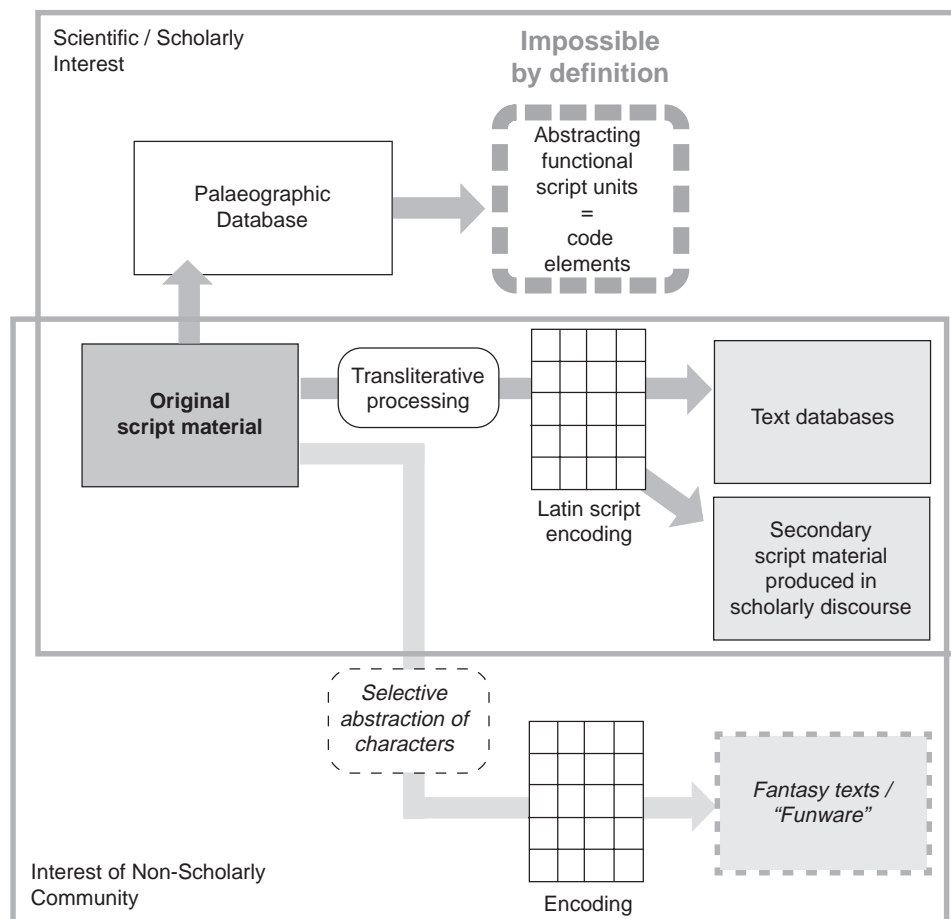 Scientific / Scholarly
Interest
Impossible
by definition
Abstracting
functional
script units
=
code
elements
Palaeographic
Database
Original
script material
Transliterative
processing
Latin script
encoding
Text databases
Secondary
script material
produced in
scholarly discourse
Selective
abstraction of
characters
Encoding
Fantasy texts /
“Funware”
Interest of Non-Scholarly
Community